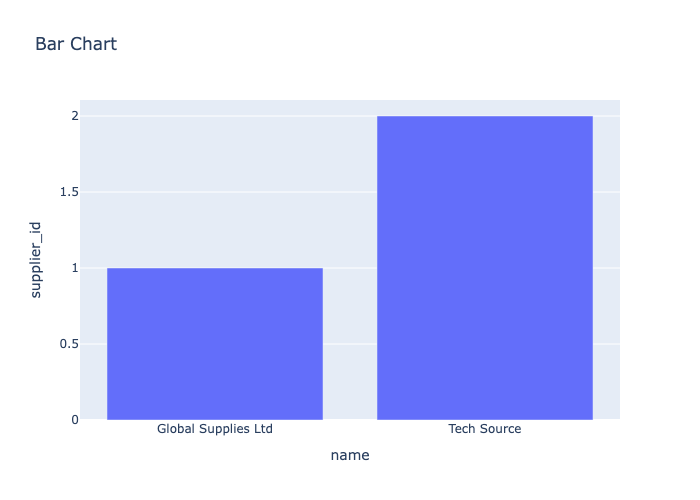 Bar Chart
2
1.5
1
0.5
0
supplier_id
Global Supplies Ltd
Tech Source
name